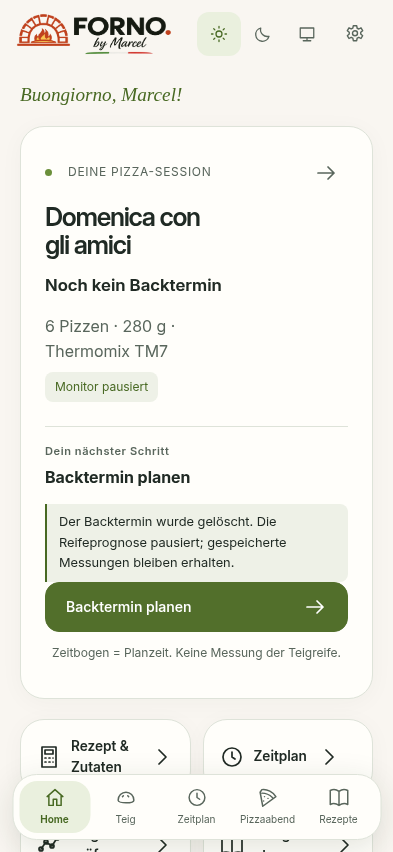 FORNO.
by Marcel
Buongiorno, Marcel!
DEINE PIZZA-SESSION
Domenica con
gli amici
Noch kein Backtermin
6 Pizzen · 280 g ·
Thermomix TM7
Monitor pausiert
Dein nächster Schritt
Backtermin planen
Der Backtermin wurde gelöscht. Die
Reifeprognose pausiert; gespeicherte
Messungen bleiben erhalten.
Backtermin planen
Zeitbogen = Planzeit. Keine Messung der Teigreife.
Rezept &
Zutaten
Zeitplan
Home
Teig
Zeitplan
Pizzaabend
Rezepte